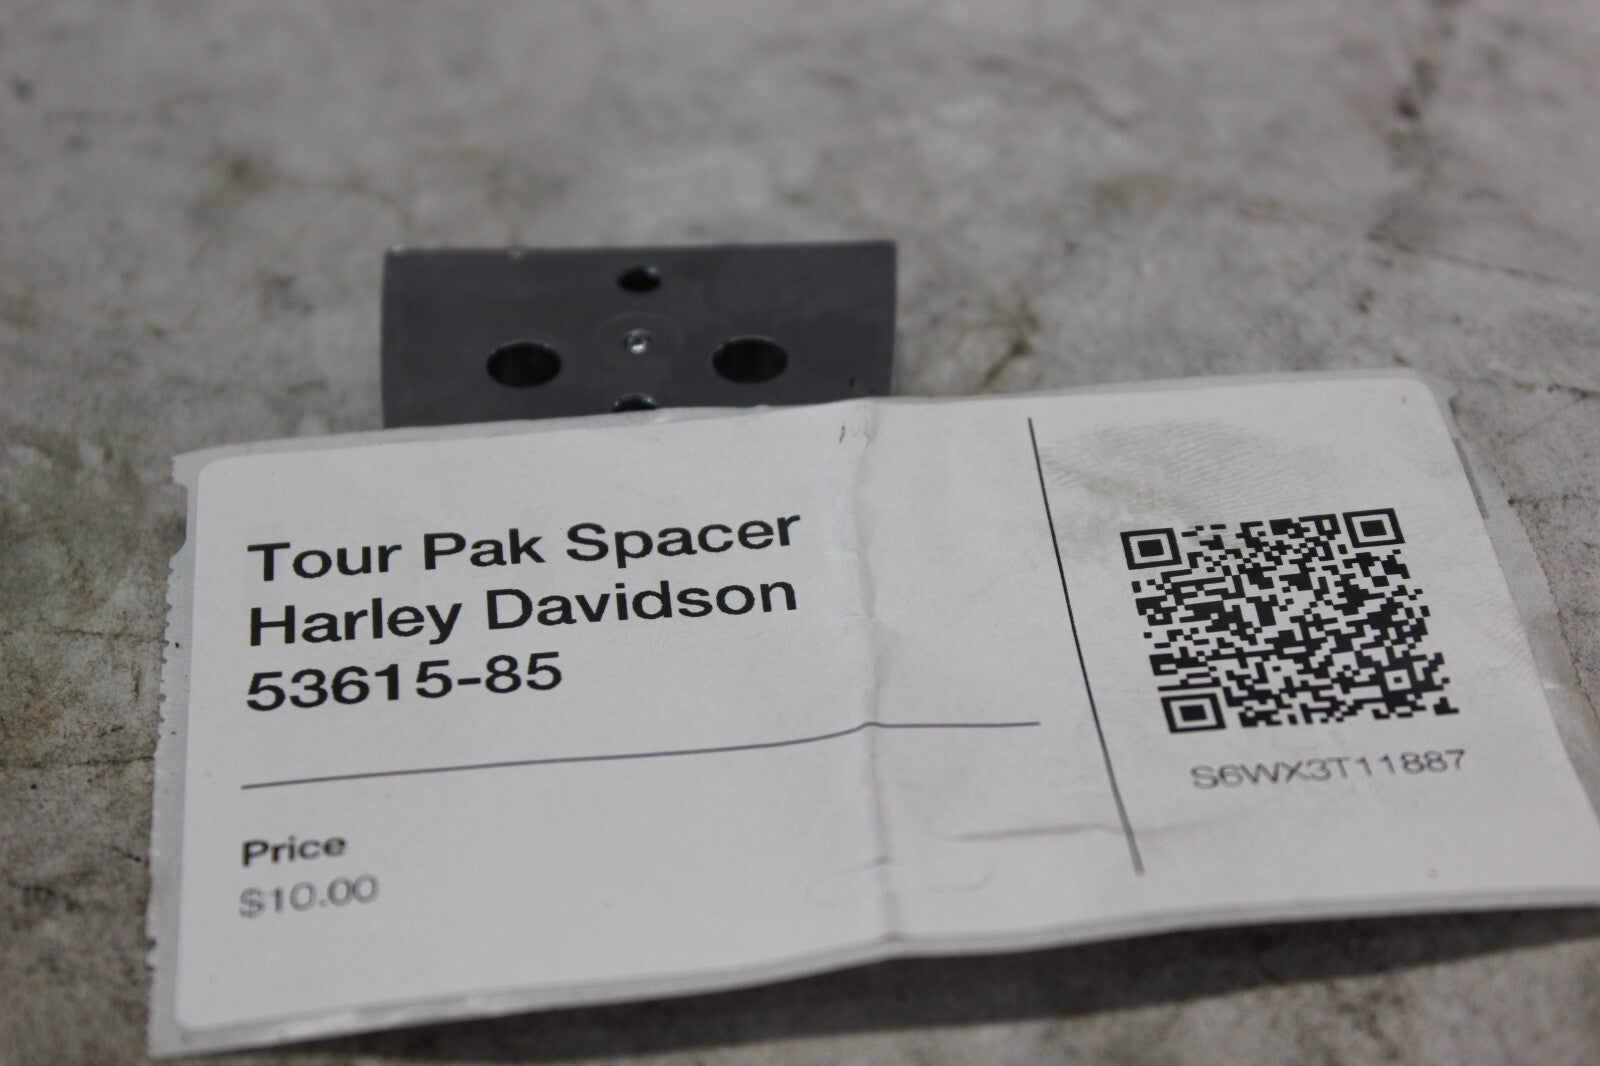 Tour Pak Spacer
Harley Davidson
53615-85
Price
$10.00
S6WX3T11887